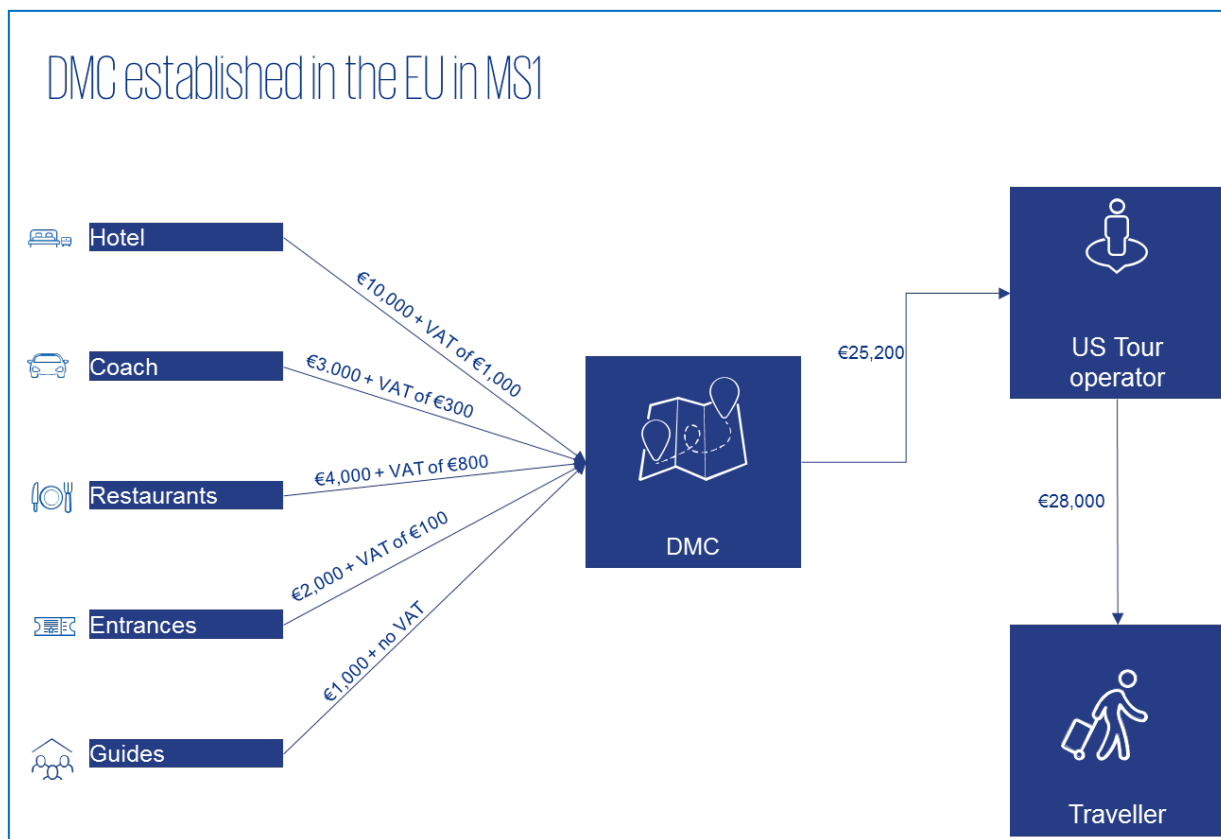 DMC established in the EU in MS1
Hotel
€10,000 + VAT of €1,000
Coach
€3.000 + VAT of €300
Restaurants
€4,000 + VAT of €800
Entrances
€2,000 + VAT of €100
Guides
€1,000 + no VAT
DMC
€25,200
US Tour
operator
€28,000
Traveller